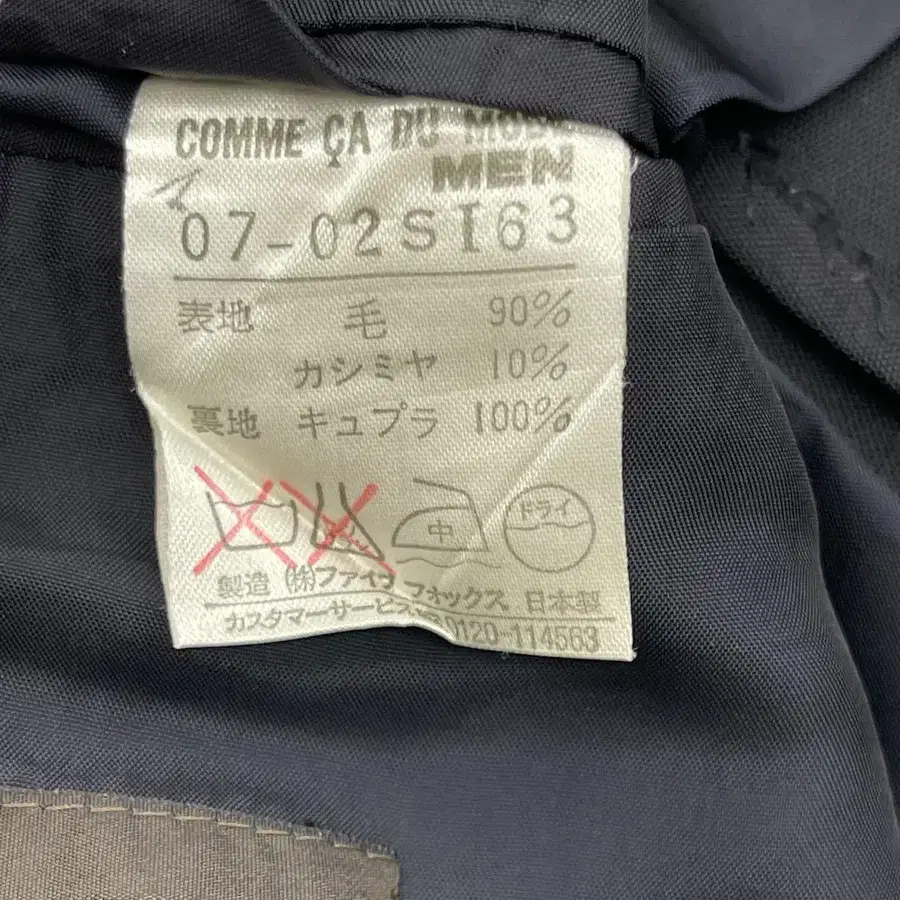 COMME ÇA DU MODE
MEN
07-02SI63
表地 毛 90%
カシミヤ 10%
裏地 キュプラ 100%
中 ドライ
製造 (株)ファイブ フォックス 日本製
カスタマーサービス 0120-114563